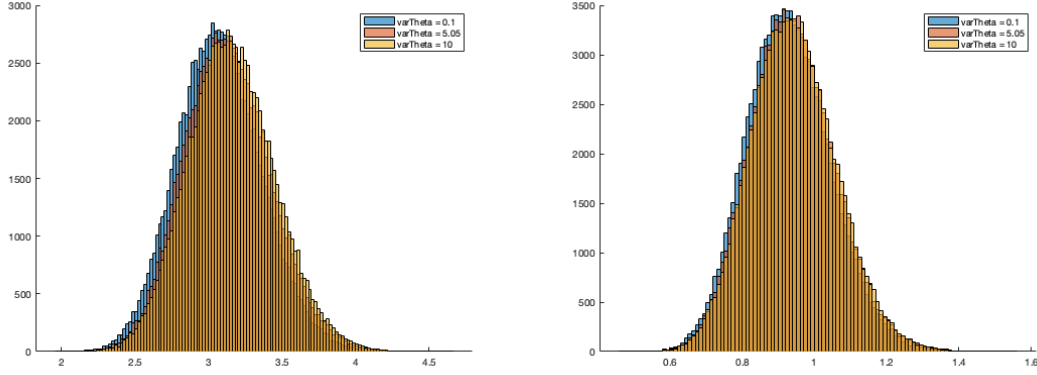 3000
2500
2000
1500
1000
500
0
2 2.5 3 3.5 4 4.5
varTheta = 0.1
varTheta = 5.05
varTheta = 10
3500
3000
2500
2000
1500
1000
500
0
0.6 0.8 1 1.2 1.4 1.6
varTheta = 0.1
varTheta = 5.05
varTheta = 10